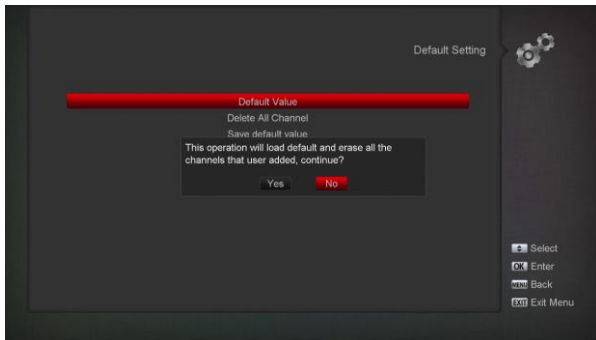 Default Setting
Default Value
Delete All Channel
Save default value
This operation will load default and erase all the
channels that user added, continue?
Yes No
Select
OK Enter
MENU Back
EXIT Exit Menu